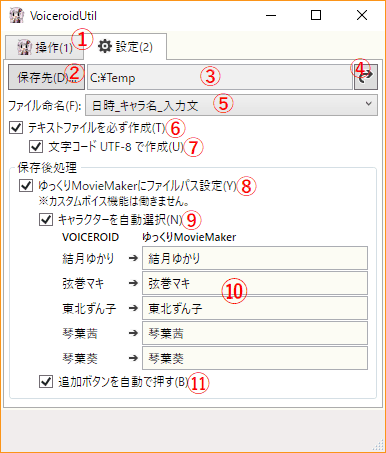 VoiceroidUtil
操作(1) ① 設定(2)
保存先(D)... ② C:¥Temp ③ ④
ファイル命名(F): 日時_キャラ名_入力文 ⑤
テキストファイルを必ず作成(T) ⑥
文字コード UTF-8 で作成(U) ⑦
保存後処理
ゆっくりMovieMakerにファイルパス設定(Y) ⑧
※カスタムボイス機能は働きません。
キャラクターを自動選択(N) ⑨
VOICEROID ゆっくりMovieMaker
結月ゆかり ➔ 結月ゆかり
弦巻マキ ➔ 弦巻マキ ⑩
東北ずん子 ➔ 東北ずん子
琴葉茜 ➔ 琴葉茜
琴葉葵 ➔ 琴葉葵
追加ボタンを自動で押す(B) ⑪